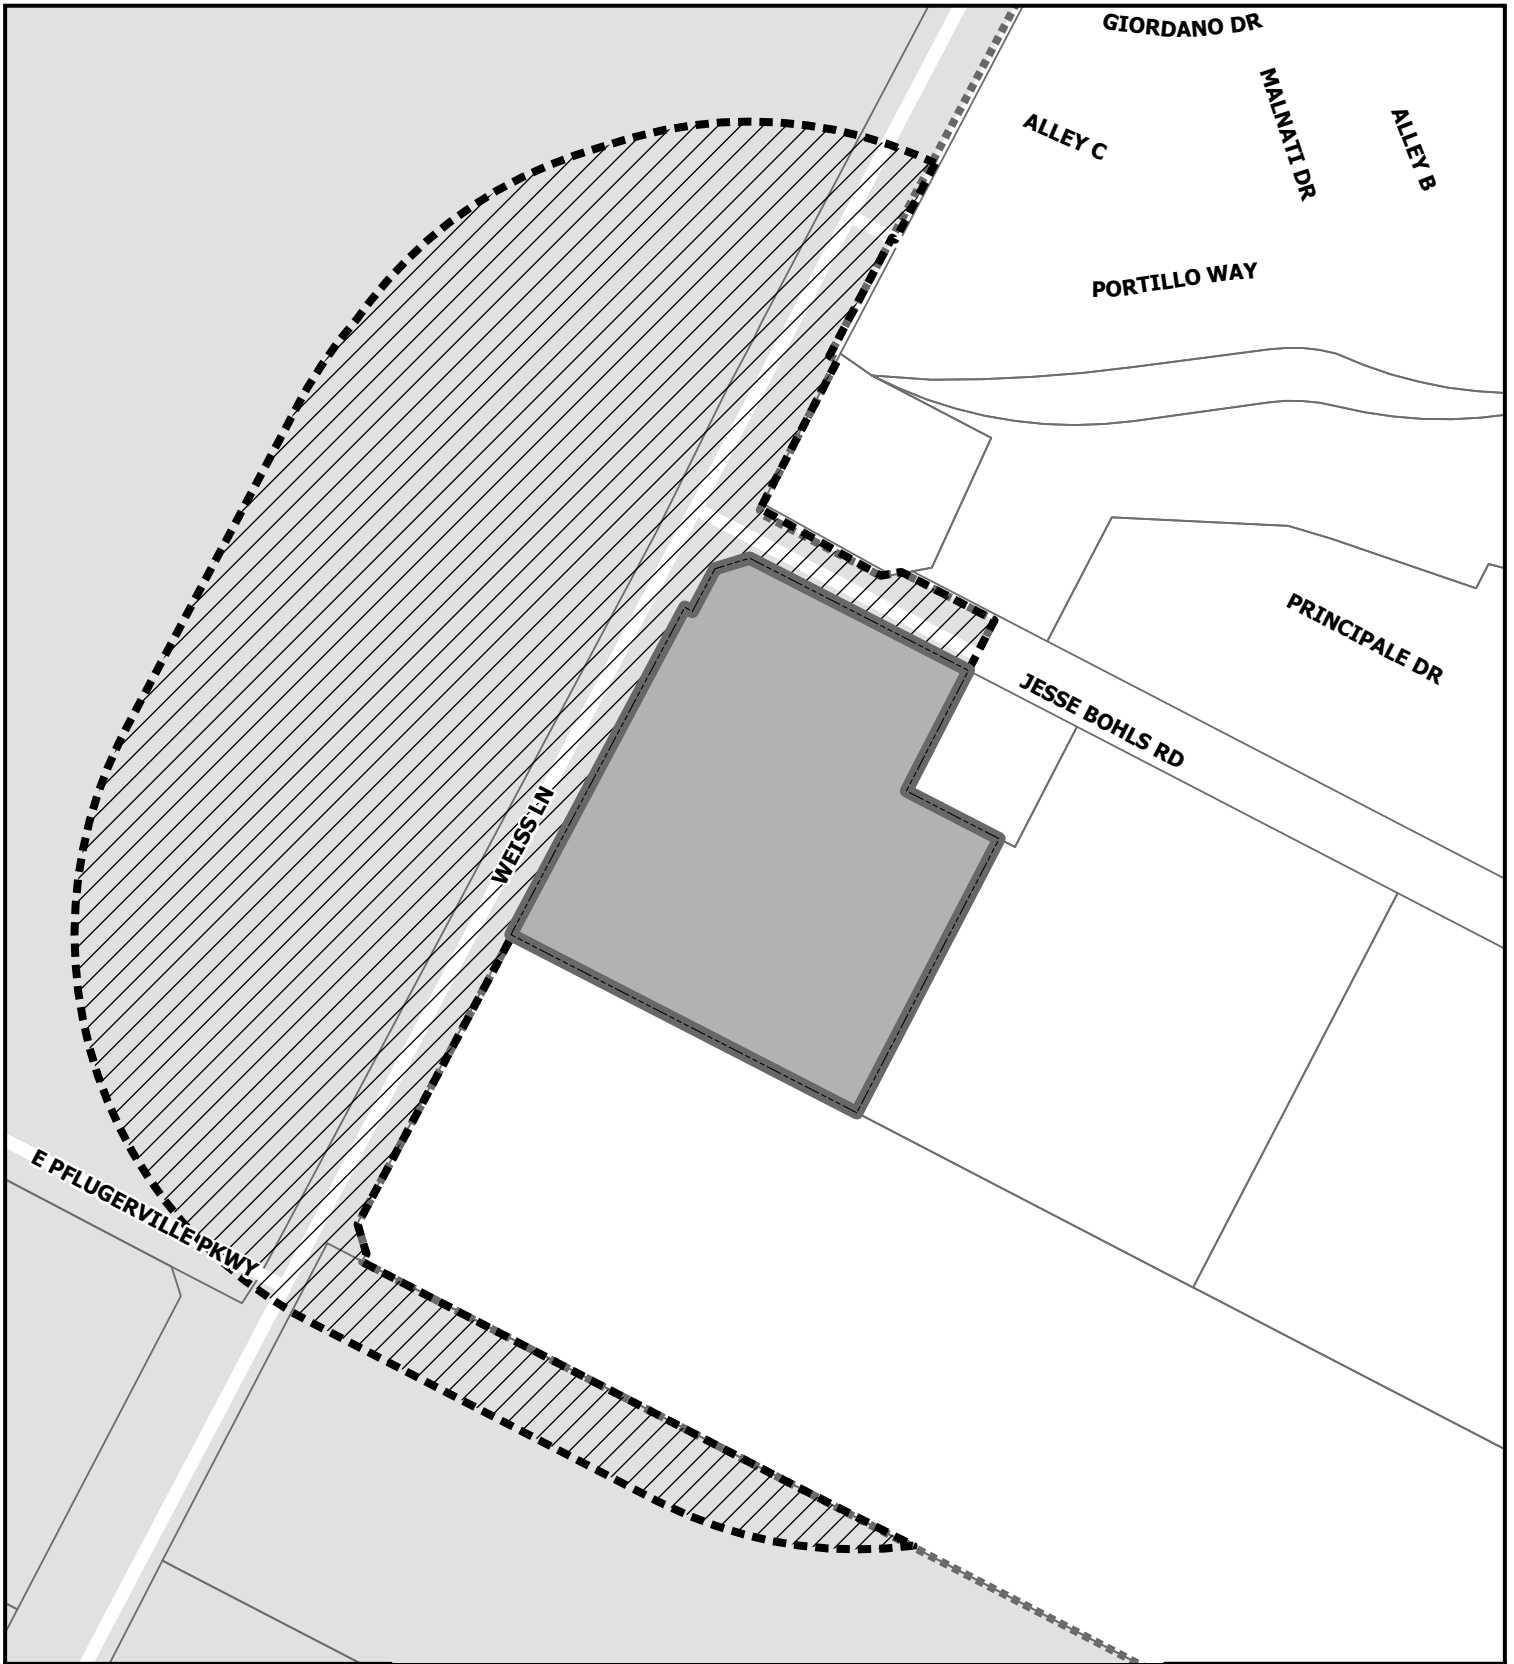 GIORDANO DR
MALNATI DR
ALLEY B
ALLEY C
PORTILLO WAY
PRINCIPALE DR
JESSE BOHLS RD
WEISS LN
E PFLUGERVILLE PKWY